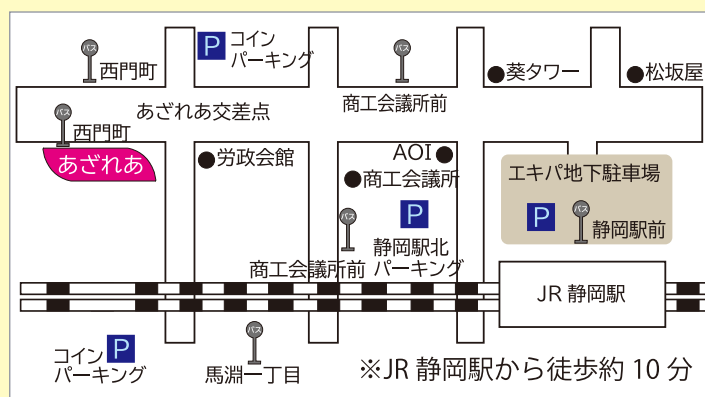 バス
西門町
P
コイン
パーキング
バス
商工会議所前
葵タワー
松坂屋
バス
西門町
あざれあ交差点
あざれあ
労政会館
AOI
商工会議所
エキパ地下駐車場
P
バス
静岡駅前
バス
商工会議所前
P
静岡駅北
パーキング
JR 静岡駅
コイン
パーキング
P
バス
馬淵一丁目
※JR 静岡駅から徒歩約 10 分